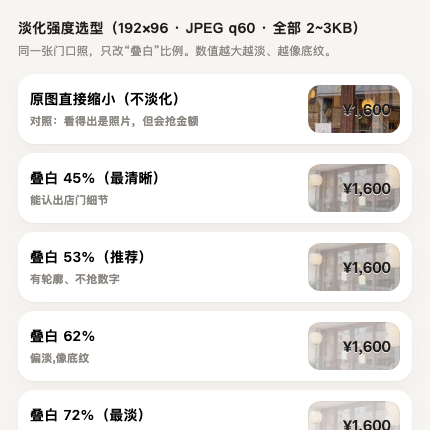 淡化强度选型（192×96 · JPEG q60 · 全部 2~3KB）
同一张门口照，只改“叠白”比例。数值越大越淡、越像底纹。
原图直接缩小（不淡化）
对照：看得出是照片，但会抢金额
¥1,600
叠白 45%（最清晰）
能认出店门细节
¥1,600
叠白 53%（推荐）
有轮廓、不抢数字
¥1,600
叠白 62%
偏淡,像底纹
¥1,600
叠白 72%（最淡）
¥1,600